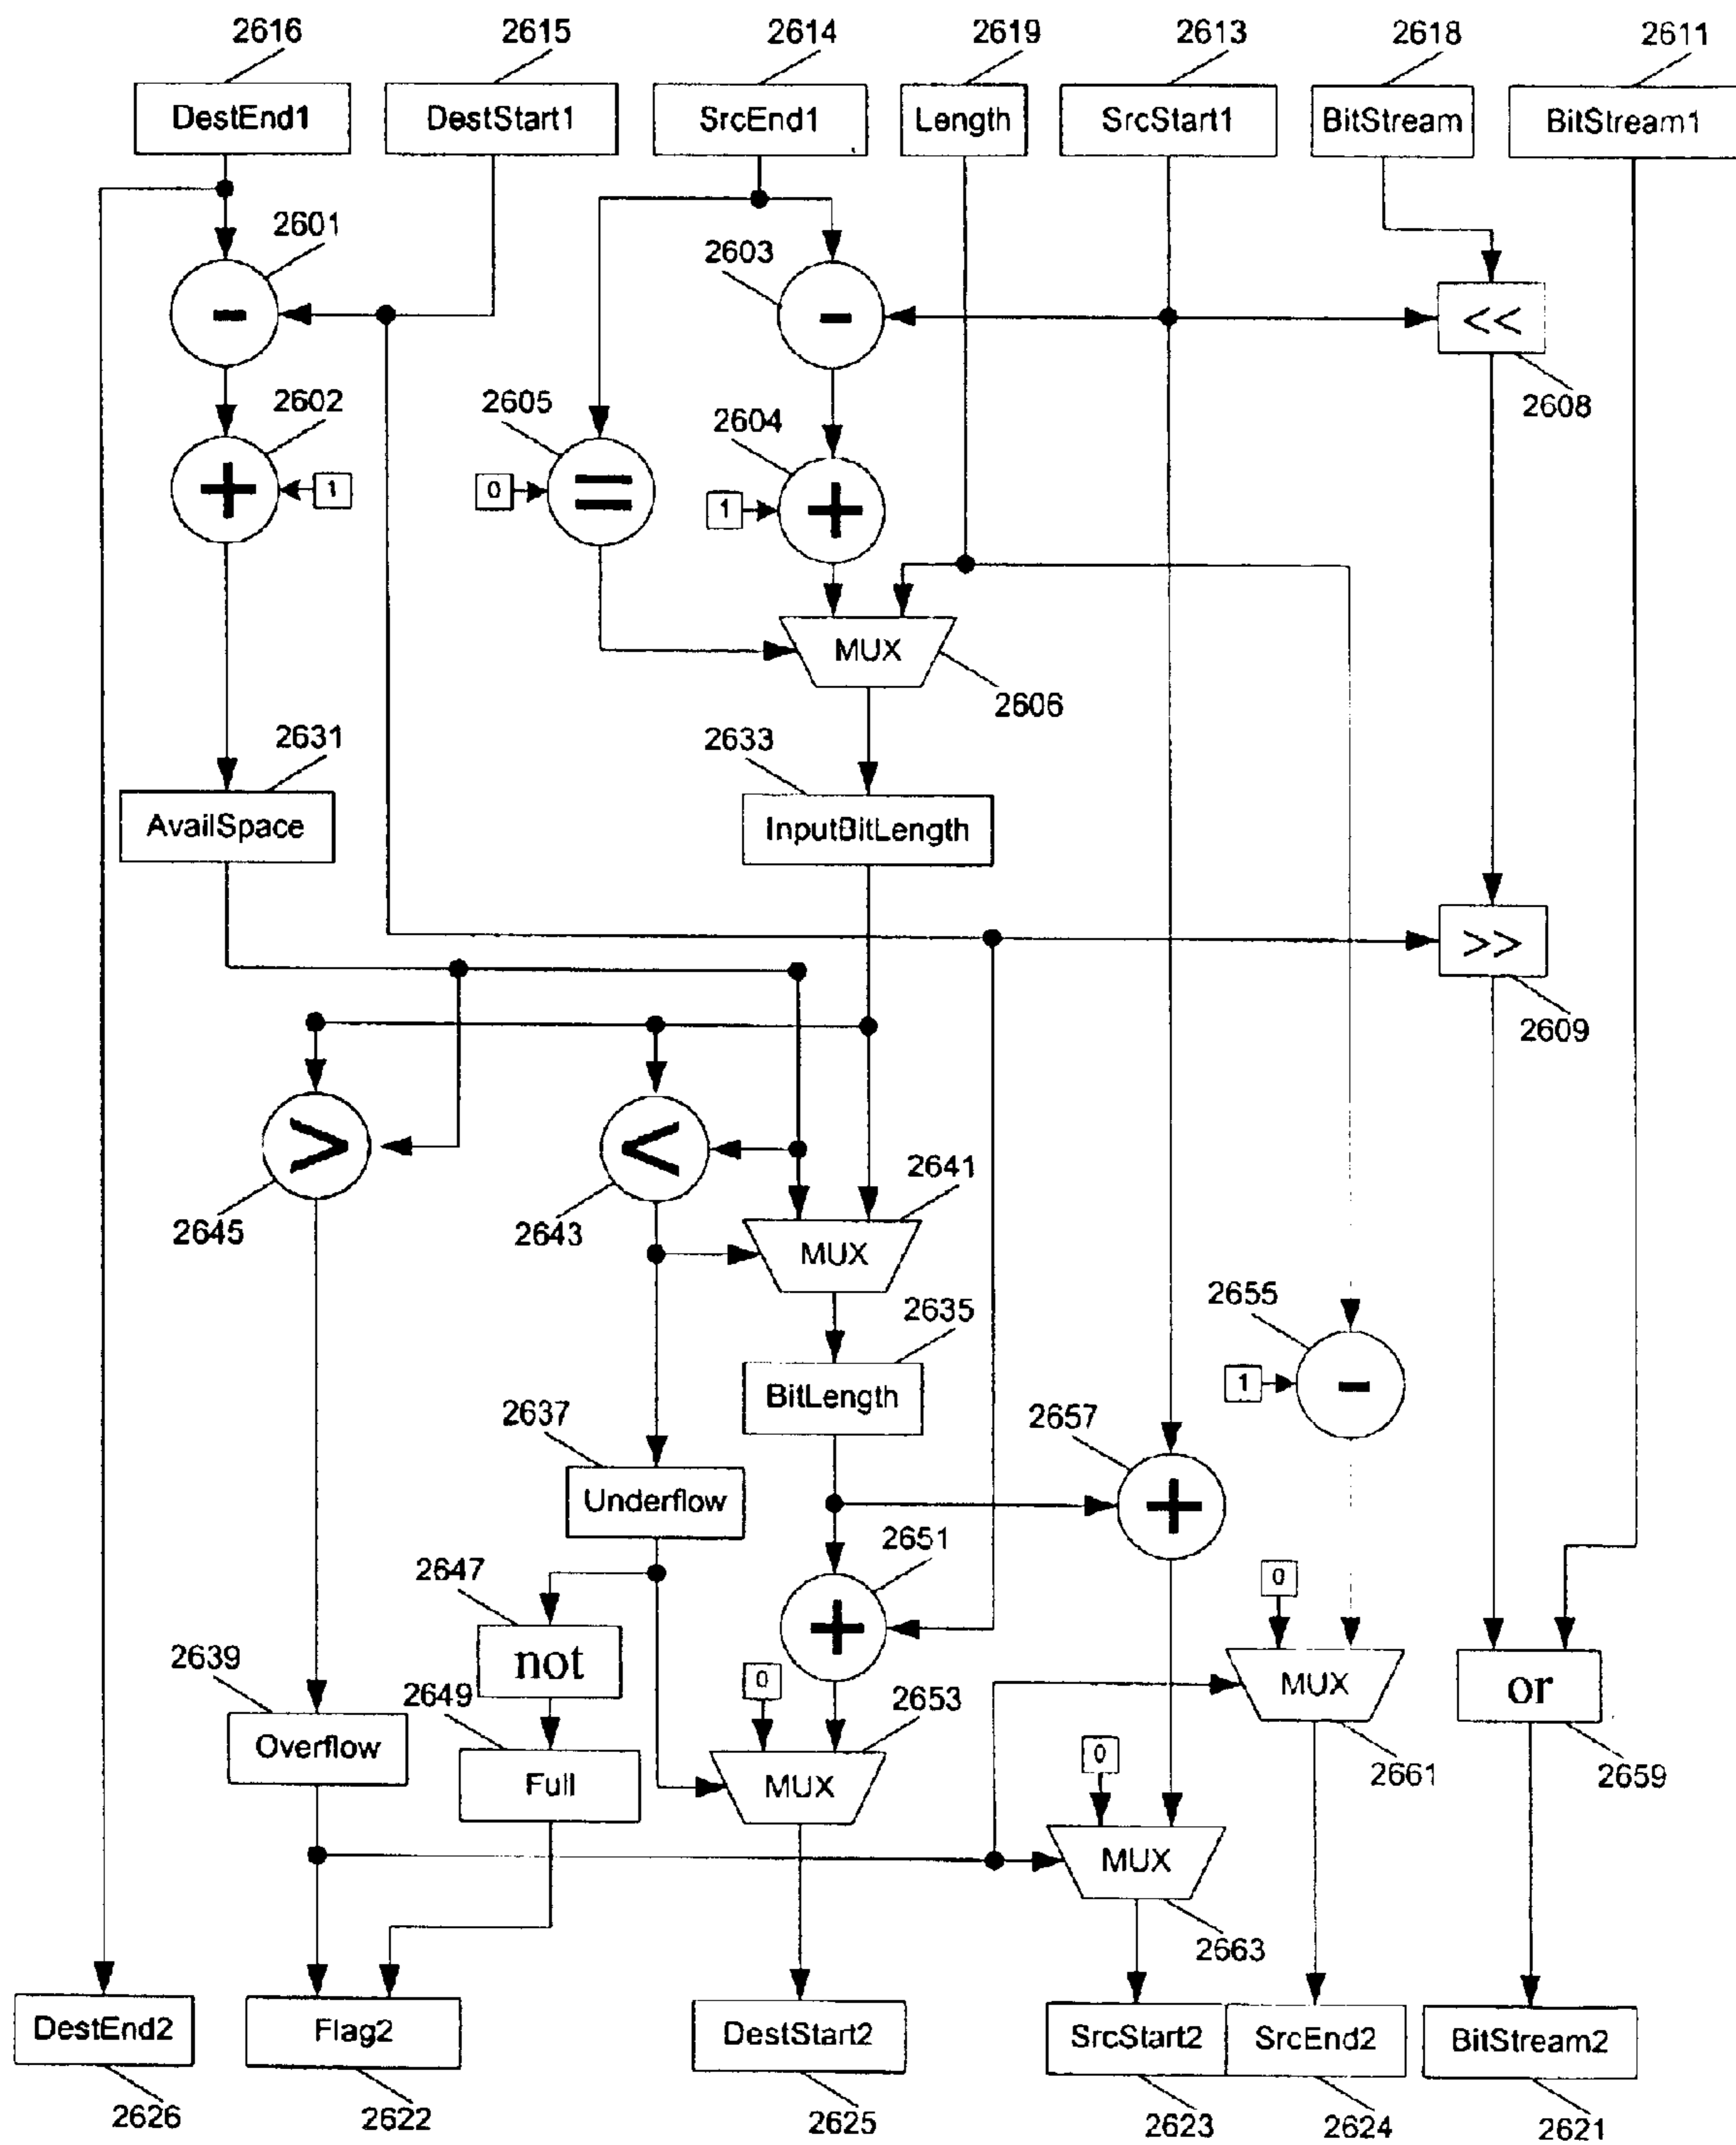 2616 2615 2614 2619 2613 2618 2611
DestEnd1 DestStart1 SrcEnd1 Length SrcStart1 BitStream BitStream1
2601 2603
- - <<
2602 2605 2604 2608
+ 1 0 = 1 +
MUX
2606
2631 2633
AvailSpace InputBitLength
>>
2609
> <
2641
2645 2643 MUX
2655
2635
BitLength 1 -
2637 2657
Underflow +
2651
2647 0
+
not
2639 0 MUX or
2649 2653
Overflow 0
Full MUX 2661 2659
MUX
2663
DestEnd2 Flag2 DestStart2 SrcStart2 SrcEnd2 BitStream2
2626 2622 2625 2623 2624 2621